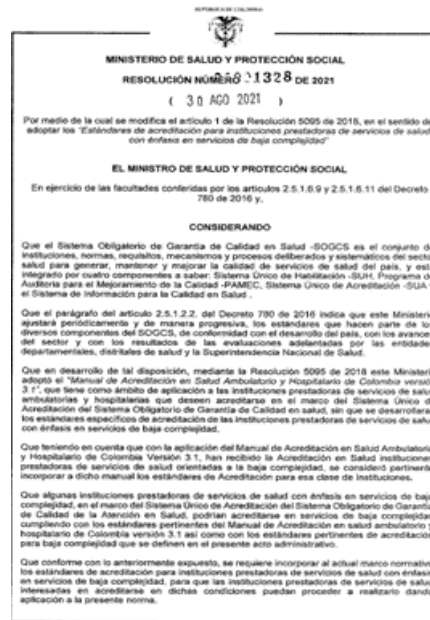 REPÚBLICA DE COLOMBIA
MINISTERIO DE SALUD Y PROTECCIÓN SOCIAL
RESOLUCIÓN NÚMERO 1328 DE 2021
( 30 AGO 2021 )
Por medio de la cual se modifica el artículo 1 de la Resolución 5095 de 2018, en el sentido de
adoptar los "Estándares de acreditación para instituciones prestadoras de servicios de salud
con énfasis en servicios de baja complejidad"
EL MINISTRO DE SALUD Y PROTECCIÓN SOCIAL
En ejercicio de las facultades conferidas por los artículos 2.5.1.6.9 y 2.5.1.6.11 del Decreto
780 de 2016 y,
CONSIDERANDO
Que el Sistema Obligatorio de Garantía de Calidad en Salud -SOGCS es el conjunto de
instituciones, normas, requisitos, mecanismos y procesos deliberados y sistemáticos del sector
salud para generar, mantener y mejorar la calidad de servicios de salud del país, y está
integrado por cuatro componentes a saber: Sistema Único de Habilitación -SUH, Programa de
Auditoría para el Mejoramiento de la Calidad -PAMEC, Sistema Único de Acreditación -SUA y
el Sistema de Información para la Calidad en Salud .
Que el parágrafo del artículo 2.5.1.2.2. del Decreto 780 de 2016 indica que este Ministerio
ajustará periódicamente y de manera progresiva, los estándares que hacen parte de los
diversos componentes del SOGCS, de conformidad con el desarrollo del país, con los avances
del sector y con los resultados de las evaluaciones adelantadas por las entidades
departamentales, distritales de salud y la Superintendencia Nacional de Salud.
Que en desarrollo de tal disposición, mediante la Resolución 5095 de 2018 este Ministerio
adoptó el "Manual de Acreditación en Salud Ambulatorio y Hospitalario de Colombia versión
3.1", que tiene como ámbito de aplicación a las instituciones prestadoras de servicios de salud
ambulatorias y hospitalarias que deseen acreditarse en el marco del Sistema Único de
Acreditación del Sistema Obligatorio de Garantía de Calidad en salud, sin que se desarrollaran
los estándares específicos de acreditación de las instituciones prestadoras de servicios de salud
con énfasis en servicios de baja complejidad.
Que teniendo en cuenta que con la aplicación del Manual de Acreditación en Salud Ambulatorio
y Hospitalario de Colombia Versión 3.1, han recibido la Acreditación en Salud instituciones
prestadoras de servicios de salud orientadas a la baja complejidad, se consideró pertinente
incorporar a dicho manual los estándares de Acreditación para esa clase de Instituciones.
Que algunas instituciones prestadoras de servicios de salud con énfasis en servicios de baja
complejidad, en el marco del Sistema Único de Acreditación del Sistema Obligatorio de Garantía
de Calidad de la Atención en Salud, podrían acreditarse en servicios de baja complejidad
cumpliendo con los estándares pertinentes del Manual de Acreditación en salud ambulatorio y
hospitalario de Colombia versión 3.1 así como con los estándares pertinentes de acreditación
para baja complejidad que se definen en el presente acto administrativo.
Que conforme con lo anteriormente expuesto, se requiere incorporar al actual marco normativo
los estándares de acreditación para instituciones prestadoras de servicios de salud con énfasis
en servicios de baja complejidad, para que las instituciones prestadoras de servicios de salud
interesadas en acreditarse en dichas condiciones puedan proceder a realizarlo dando
aplicación a la presente norma.